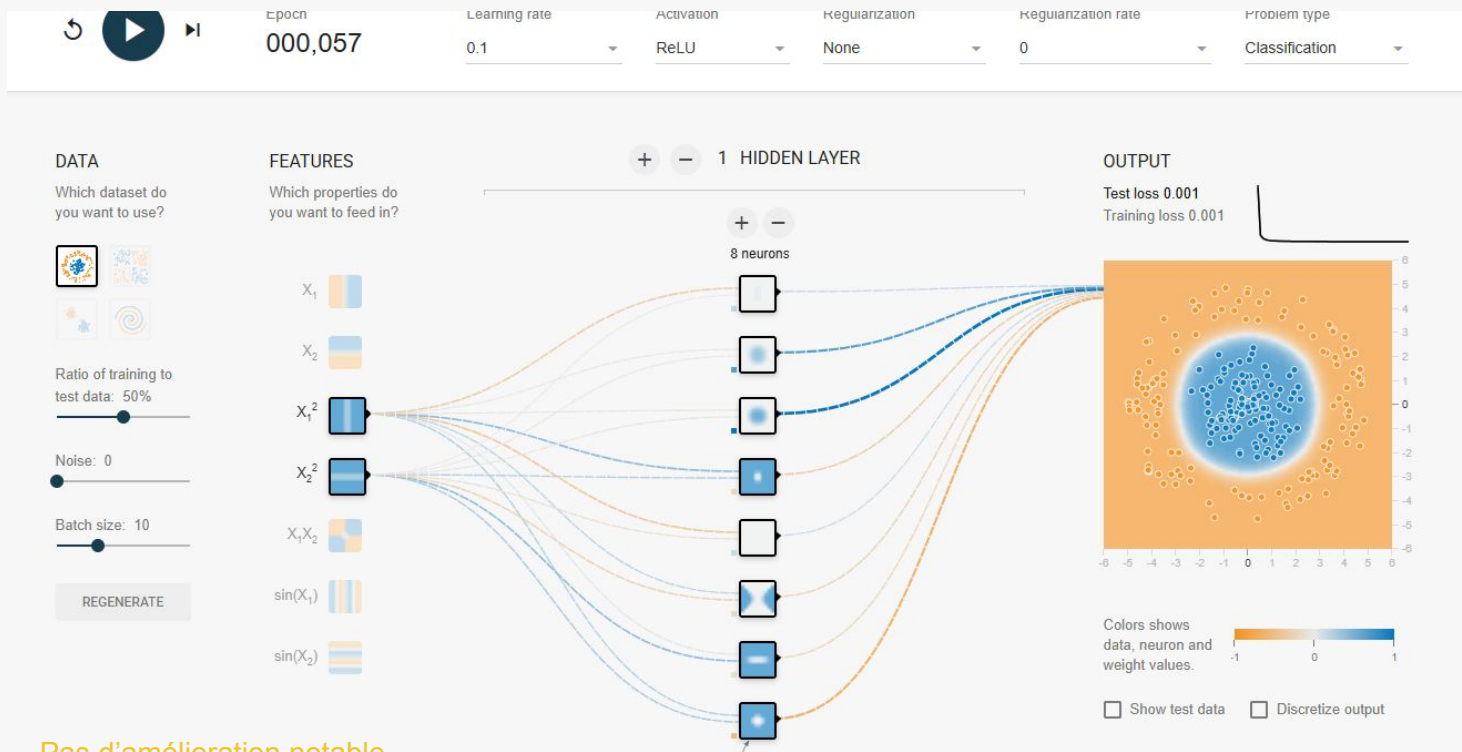 Epoch
Learning rate
Activation
Regularization
Regularization rate
Problem type
000,057
0.1
ReLU
None
0
Classification
DATA
FEATURES
+ − 1 HIDDEN LAYER
OUTPUT
Which dataset do
you want to use?
Which properties do
you want to feed in?
Test loss 0.001
Training loss 0.001
+ −
8 neurons
X₁
X₂
X₁²
X₂²
X₁X₂
sin(X₁)
sin(X₂)
Ratio of training to
test data: 50%
Noise: 0
Batch size: 10
REGENERATE
6
5
4
3
2
1
0
-1
-2
-3
-4
-5
-6
-6 -5 -4 -3 -2 -1 0 1 2 3 4 5 6
Colors shows
data, neuron and
weight values.
-1 0 1
Show test data
Discretize output
Pas d'amélioration notable